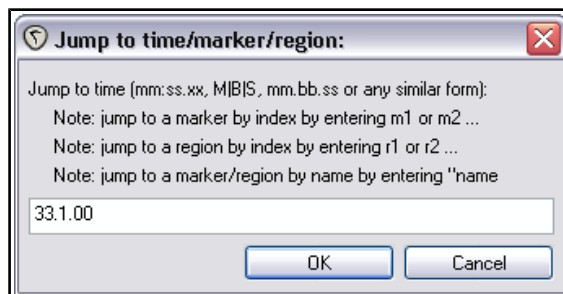 Jump to time/marker/region:
Jump to time (mm:ss.xx, M|B|S, mm.bb.ss or any similar form):
Note: jump to a marker by index by entering m1 or m2 ...
Note: jump to a region by index by entering r1 or r2 ...
Note: jump to a marker/region by name by entering "name
33.1.00
OK
Cancel